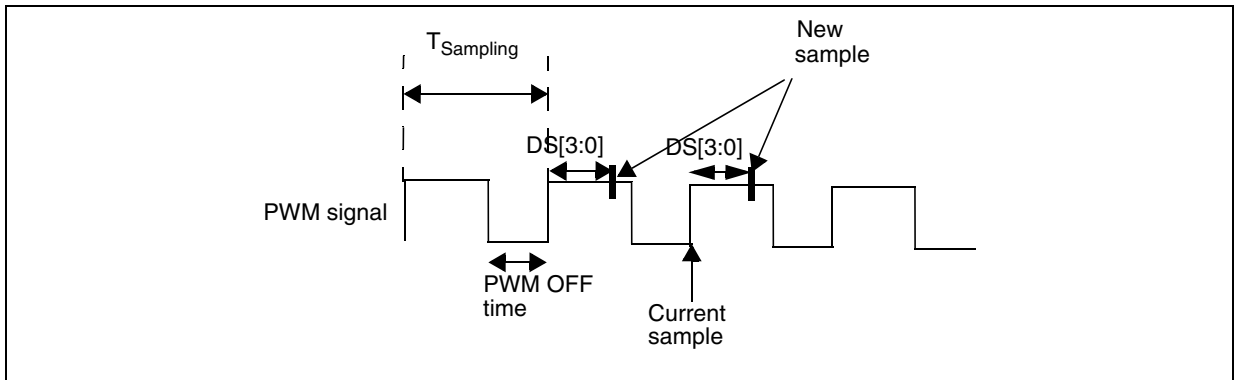 New
sample
TSampling
DS[3:0]
DS[3:0]
PWM signal
PWM OFF
time
Current
sample